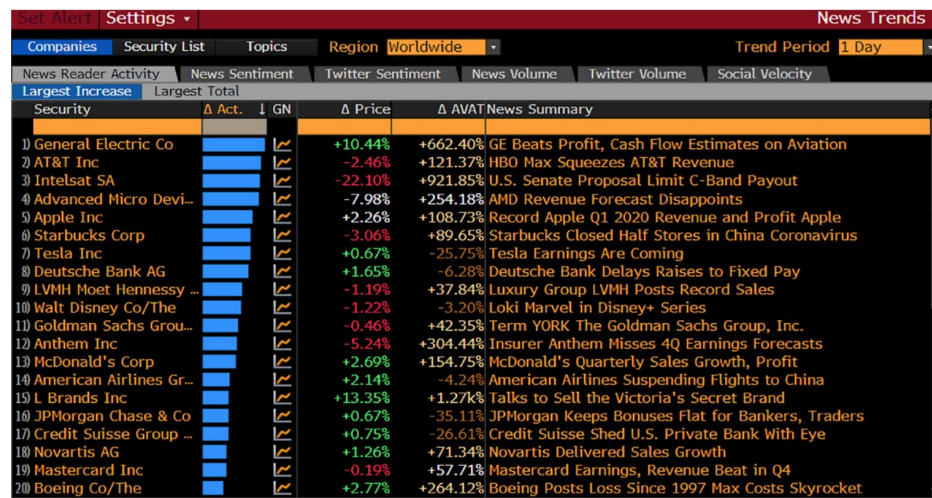 Set Alert Settings News Trends
Companies Security List Topics Region Worldwide Trend Period 1 Day
News Reader Activity News Sentiment Twitter Sentiment News Volume Twitter Volume Social Velocity
Largest Increase Largest Total
Security Δ Act. ↓ GN Δ Price Δ AVAT News Summary
1) General Electric Co +10.44% +662.40% GE Beats Profit, Cash Flow Estimates on Aviation
2) AT&T Inc -2.46% +121.37% HBO Max Squeezes AT&T Revenue
3) Intelsat SA -22.10% +921.85% U.S. Senate Proposal Limit C-Band Payout
4) Advanced Micro Devi... -7.98% +254.18% AMD Revenue Forecast Disappoints
5) Apple Inc +2.26% +108.73% Record Apple Q1 2020 Revenue and Profit Apple
6) Starbucks Corp -3.06% +89.65% Starbucks Closed Half Stores in China Coronavirus
7) Tesla Inc +0.67% -25.75% Tesla Earnings Are Coming
8) Deutsche Bank AG +1.65% -6.28% Deutsche Bank Delays Raises to Fixed Pay
9) LVMH Moet Hennessy ... -1.19% +37.84% Luxury Group LVMH Posts Record Sales
10) Walt Disney Co/The -1.22% -3.20% Loki Marvel in Disney+ Series
11) Goldman Sachs Grou... -0.46% +42.35% Term YORK The Goldman Sachs Group, Inc.
12) Anthem Inc -5.24% +304.44% Insurer Anthem Misses 4Q Earnings Forecasts
13) McDonald's Corp +2.69% +154.75% McDonald's Quarterly Sales Growth, Profit
14) American Airlines Gr... +2.14% -4.24% American Airlines Suspending Flights to China
15) L Brands Inc +13.35% +1.27k% Talks to Sell the Victoria's Secret Brand
16) JPMorgan Chase & Co +0.67% -35.11% JPMorgan Keeps Bonuses Flat for Bankers, Traders
17) Credit Suisse Group ... +0.75% -26.61% Credit Suisse Shed U.S. Private Bank With Eye
18) Novartis AG +1.26% +71.34% Novartis Delivered Sales Growth
19) Mastercard Inc -0.19% +57.71% Mastercard Earnings, Revenue Beat in Q4
20) Boeing Co/The +2.77% +264.12% Boeing Posts Loss Since 1997 Max Costs Skyrocket